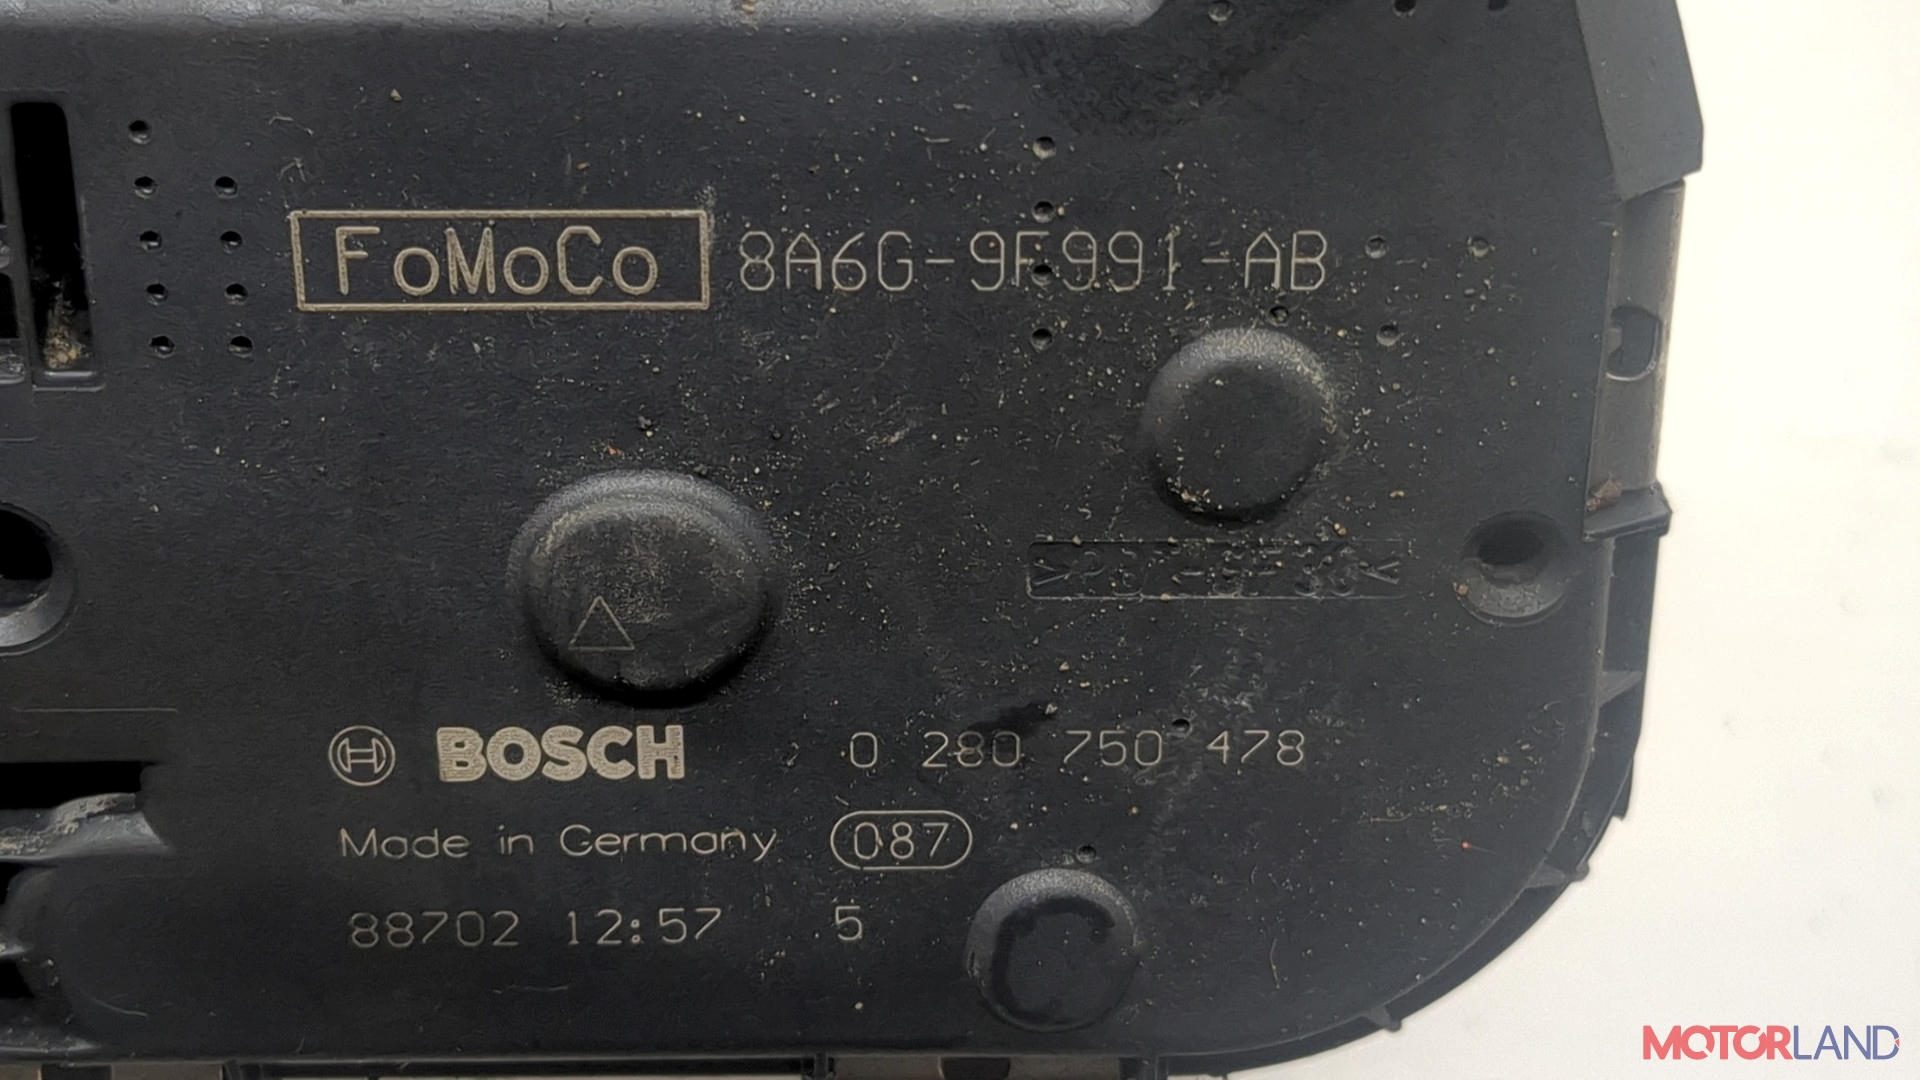 FoMoCo 8A6G-9F991-AB
BOSCH 0 280 750 478
Made in Germany 087
88702 12:57 5
MOTORLAND